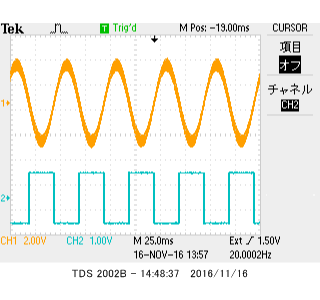 Tek Trig'd M Pos: -19.00ms CURSOR
項目
オフ
チャネル
CH2
1
2
CH1 2.00V CH2 1.00V M 25.0ms Ext 1.50V
16-NOV-16 13:57 20.0002Hz
TDS 2002B - 14:48:37 2016/11/16